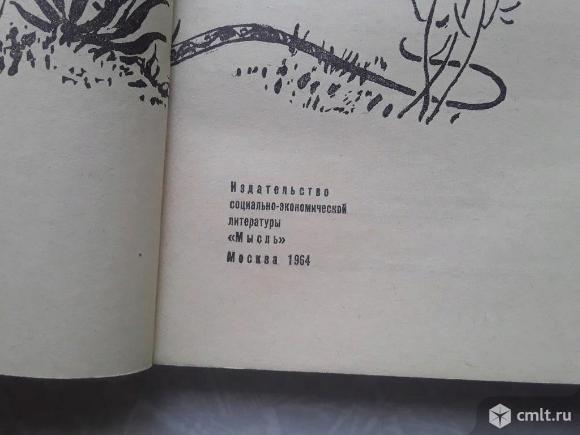 Издательство
социально-экономической
литературы
«Мысль»
Москва 1964
cmlt.ru